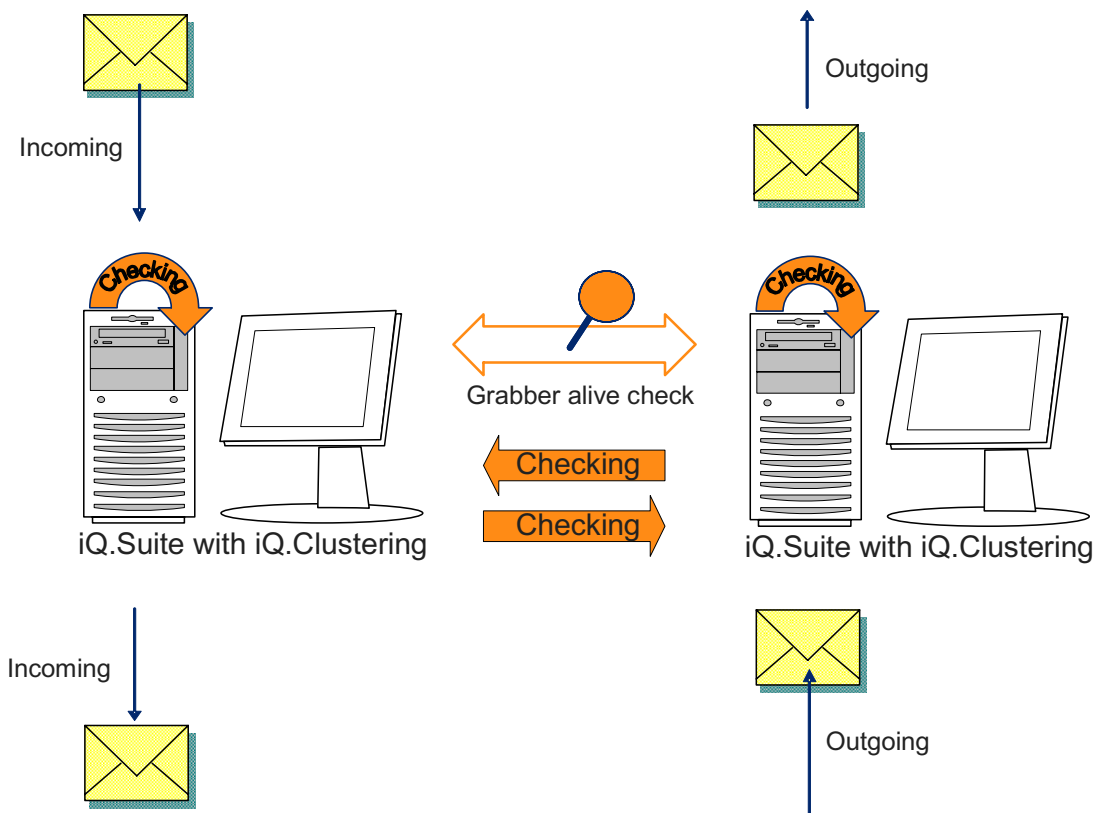 Outgoing
Incoming
Checking
Checking
Grabber alive check
Checking
Checking
iQ.Suite with iQ.Clustering
iQ.Suite with iQ.Clustering
Incoming
Outgoing